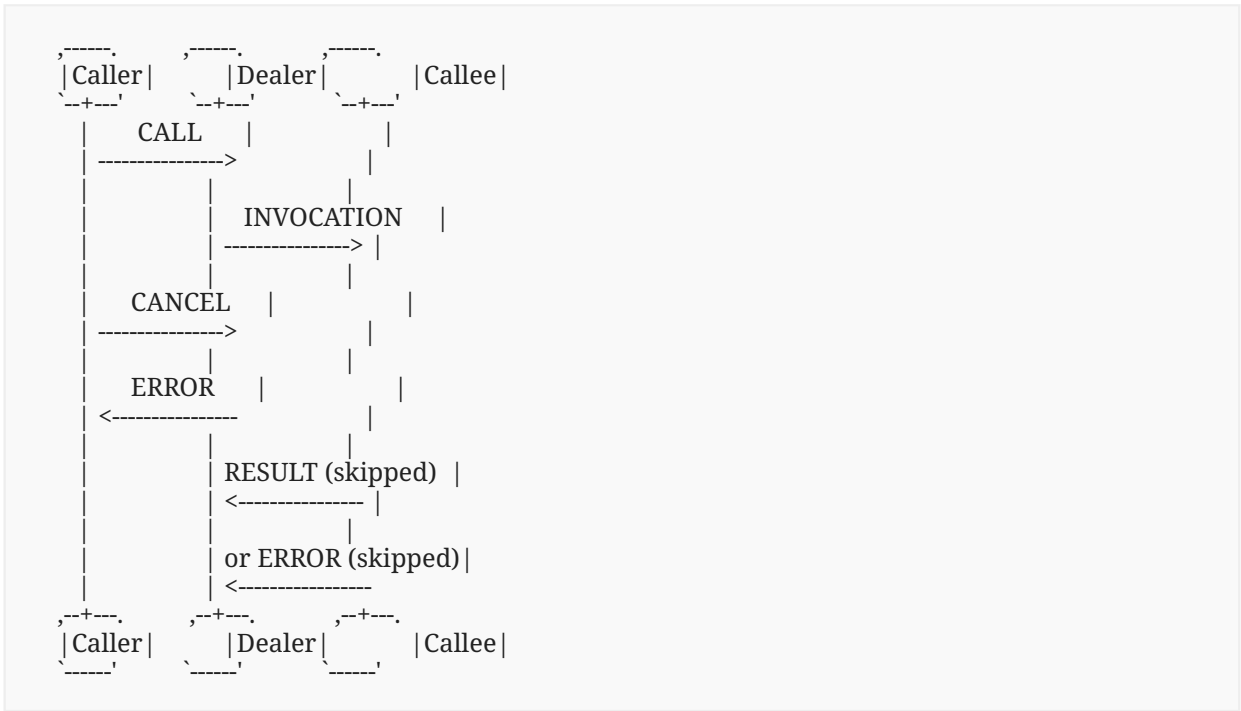 ,------.          ,------.            ,------.
|Caller|          |Dealer|            |Callee|
`--+---'          `--+---'            `--+---'
|       CALL      |                   |
| ---------------->                   |
|                 |                   |
|                 |    INVOCATION     |
|                 | ----------------> |
|                 |                   |
|      CANCEL     |                   |
| ---------------->                   |
|                 |                   |
|      ERROR      |                   |
| <----------------                   |
|                 |                   |
|                 | RESULT (skipped)  |
|                 | <---------------- |
|                 |                   |
|                 | or ERROR (skipped)|
|                 | <-----------------
,--+---.          ,--+---.            ,--+---.
|Caller|          |Dealer|            |Callee|
`------'          `------'            `------'